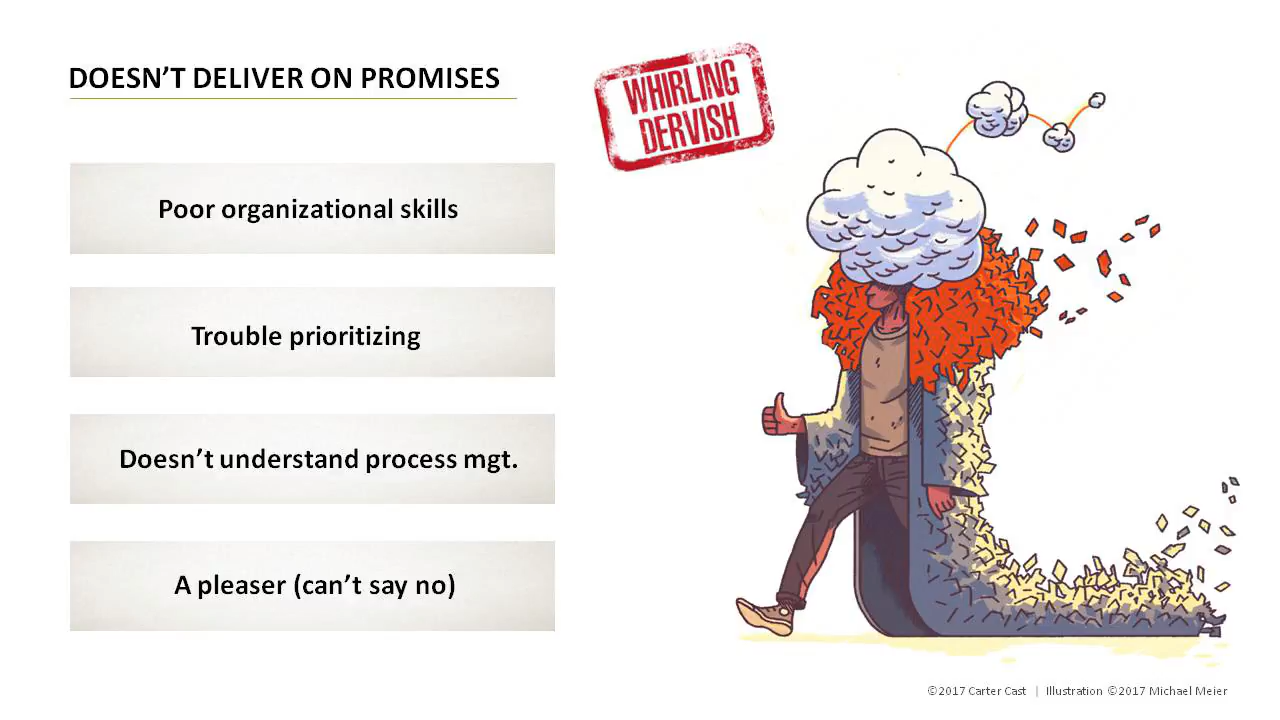 DOESN’T DELIVER ON PROMISES
WHIRLING
DERVISH
Poor organizational skills
Trouble prioritizing
Doesn’t understand process mgt.
A pleaser (can’t say no)
©2017 Carter Cast | Illustration ©2017 Michael Meier